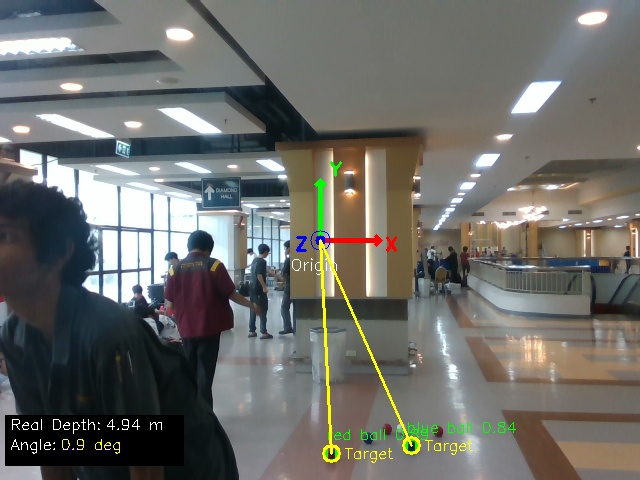 DIAMOND
HALL
Y
Z
X
Origin
ed ball 0.
blue ball 0.84
Target
Target
Real Depth: 4.94 m
Angle: 0.9 deg